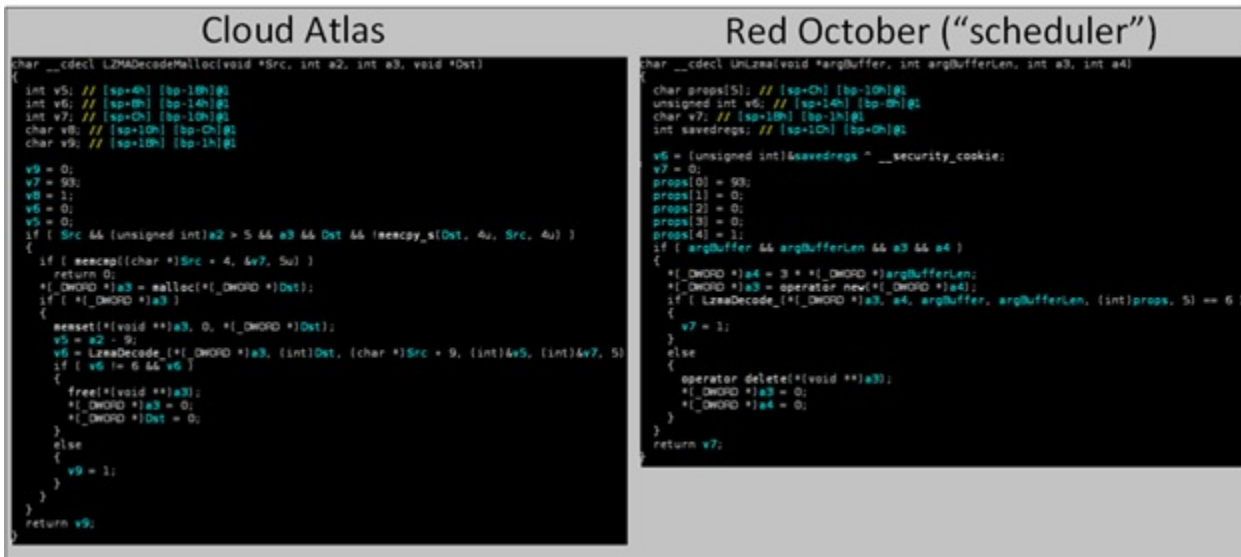 Cloud Atlas
char __cdecl LZMADecodeMalloc(void *Src, int a2, int a3, void *Dst)
{
int v5; // [sp+4h] [bp-18h]@1
int v6; // [sp+8h] [bp-14h]@1
int v7; // [sp+Ch] [bp-10h]@1
char v8; // [sp+10h] [bp-Ch]@1
char v9; // [sp+1Bh] [bp-1h]@1
v9 = 0;
v7 = 93;
v8 = 1;
v6 = 0;
v5 = 0;
if ( Src && (unsigned int)a2 > 5 && a3 && Dst && !memcpy_s(Dst, 4u, Src, 4u) )
{
if ( memcmp((char *)Src + 4, &v7, 5u) )
return 0;
*(_DWORD *)a3 = malloc(*(_DWORD *)Dst);
if ( *(_DWORD *)a3 )
{
memset(*(void **)a3, 0, *(_DWORD *)Dst);
v5 = a2 - 9;
v6 = LzmaDecode_(*(_DWORD *)a3, (int)Dst, (char *)Src + 9, (int)&v5, (int)&v7, 5)
if ( v6 != 6 && v6 )
{
free(*(void **)a3);
*(_DWORD *)a3 = 0;
*(_DWORD *)Dst = 0;
}
else
{
v9 = 1;
}
}
}
return v9;
}
Red October (“scheduler”)
char __cdecl UnLzma(void *argBuffer, int argBufferLen, int a3, int a4)
{
char props[5]; // [sp+Ch] [bp-10h]@1
unsigned int v6; // [sp+14h] [bp-8h]@1
char v7; // [sp+1Bh] [bp-1h]@1
int savedregs; // [sp+1Ch] [bp+0h]@1
v6 = (unsigned int)&savedregs ^ __security_cookie;
v7 = 0;
props[0] = 93;
props[1] = 0;
props[2] = 0;
props[3] = 0;
props[4] = 1;
if ( argBuffer && argBufferLen && a3 && a4 )
{
*(_DWORD *)a4 = 3 * *(_DWORD *)argBufferLen;
*(_DWORD *)a3 = operator new(*(_DWORD *)a4);
if ( LzmaDecode_(*(_DWORD *)a3, a4, argBuffer, argBufferLen, (int)props, 5) == 6
{
v7 = 1;
}
else
{
operator delete(*(void **)a3);
*(_DWORD *)a3 = 0;
*(_DWORD *)a4 = 0;
}
}
return v7;
}